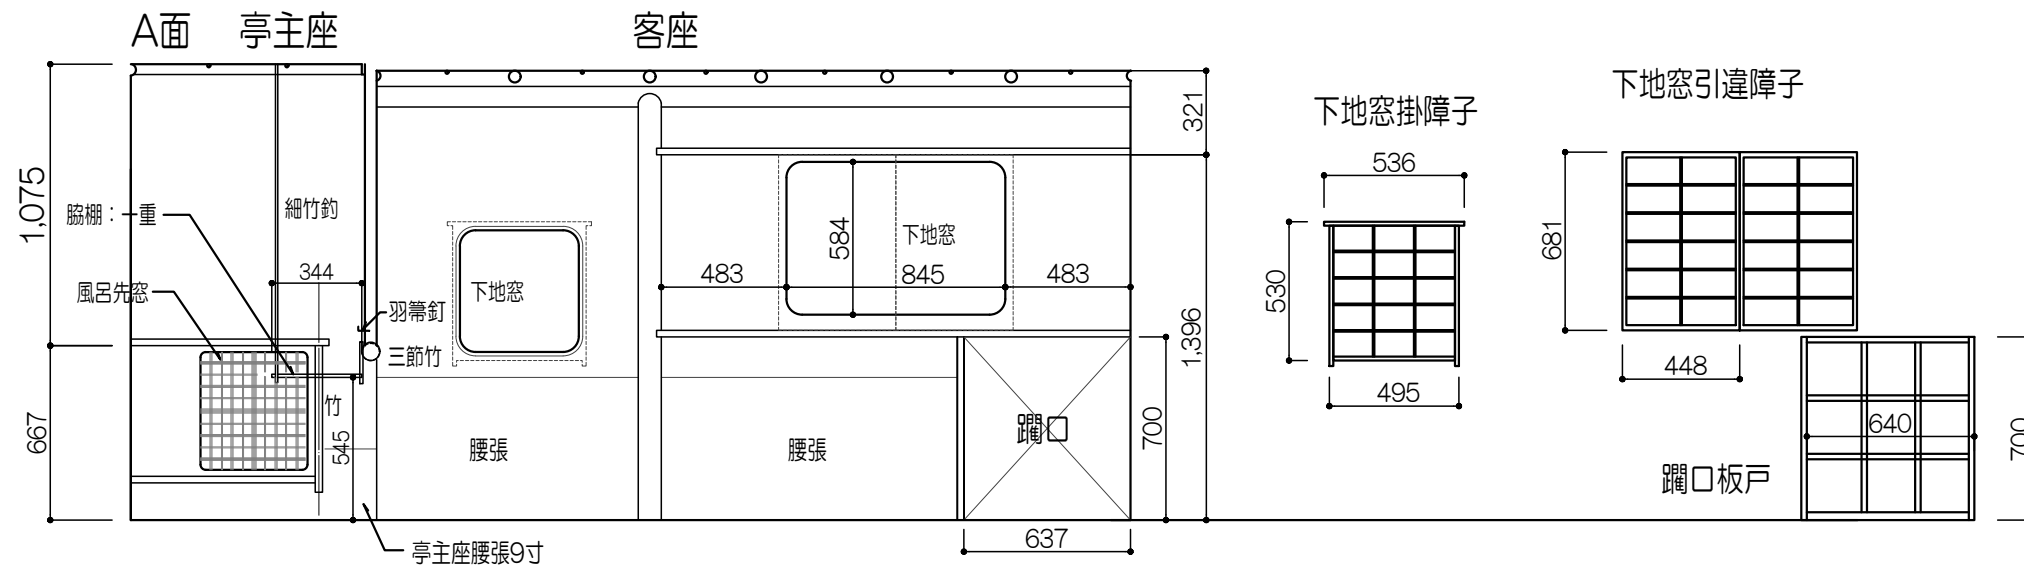 A面
亭主座
客座
下地窓掛障子
下地窓引違障子
1,075
667
脇棚：一重
細竹釣
344
風呂先窓
羽箒釘
三節竹
竹
545
亭主座腰張9寸
下地窓
腰張
584
下地窓
483
845
483
腰張
躙口
637
321
1,396
700
536
530
495
681
448
640
躙口板戸
700